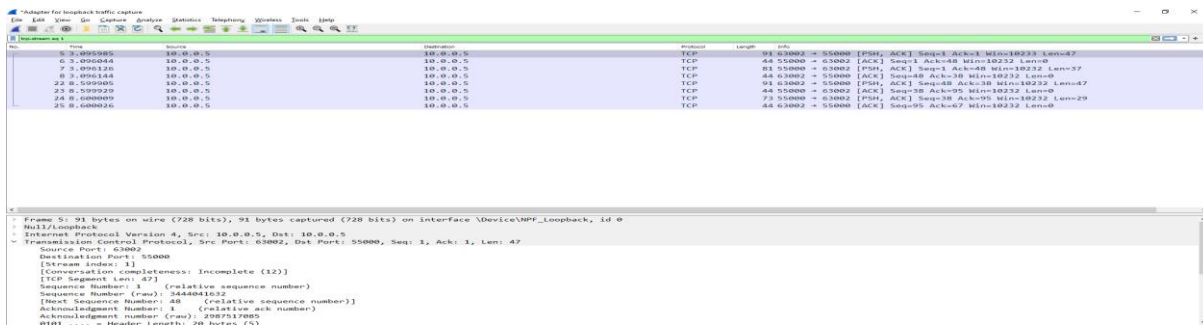 *Adapter for loopback traffic capture
File Edit View Go Capture Analyze Statistics Telephony Wireless Tools Help
tcp.stream eq 1
No. Time Source Destination Protocol Length Info
5 3.095985 10.0.0.5 10.0.0.5 TCP 91 63002 → 55000 [PSH, ACK] Seq=1 Ack=1 Win=10233 Len=47
6 3.096044 10.0.0.5 10.0.0.5 TCP 44 55000 → 63002 [ACK] Seq=1 Ack=48 Win=10232 Len=0
7 3.096126 10.0.0.5 10.0.0.5 TCP 81 55000 → 63002 [PSH, ACK] Seq=1 Ack=48 Win=10232 Len=37
8 3.096144 10.0.0.5 10.0.0.5 TCP 44 63002 → 55000 [ACK] Seq=48 Ack=38 Win=10232 Len=0
22 8.599905 10.0.0.5 10.0.0.5 TCP 91 63002 → 55000 [PSH, ACK] Seq=48 Ack=38 Win=10232 Len=47
23 8.599929 10.0.0.5 10.0.0.5 TCP 44 55000 → 63002 [ACK] Seq=38 Ack=95 Win=10232 Len=0
24 8.600009 10.0.0.5 10.0.0.5 TCP 73 55000 → 63002 [PSH, ACK] Seq=38 Ack=95 Win=10232 Len=29
25 8.600026 10.0.0.5 10.0.0.5 TCP 44 63002 → 55000 [ACK] Seq=95 Ack=67 Win=10232 Len=0
Frame 5: 91 bytes on wire (728 bits), 91 bytes captured (728 bits) on interface \Device\NPF_Loopback, id 0
Null/Loopback
Internet Protocol Version 4, Src: 10.0.0.5, Dst: 10.0.0.5
Transmission Control Protocol, Src Port: 63002, Dst Port: 55000, Seq: 1, Ack: 1, Len: 47
Source Port: 63002
Destination Port: 55000
[Stream index: 1]
[Conversation completeness: Incomplete (12)]
[TCP Segment Len: 47]
Sequence Number: 1 (relative sequence number)
Sequence Number (raw): 3444041632
[Next Sequence Number: 48 (relative sequence number)]
Acknowledgment Number: 1 (relative ack number)
Acknowledgment number (raw): 2987517085
0101 .... = Header Length: 20 bytes (5)